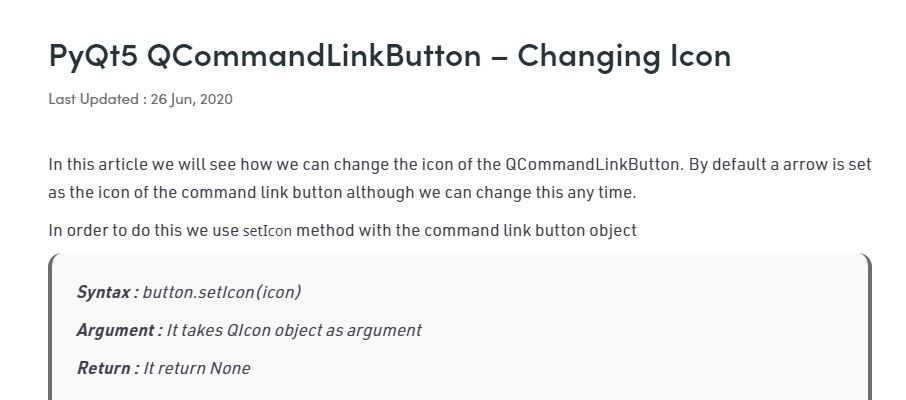 PyQt5 QCommandLinkButton – Changing Icon
Last Updated : 26 Jun, 2020
In this article we will see how we can change the icon of the QCommandLinkButton. By default a arrow is set
as the icon of the command link button although we can change this any time.
In order to do this we use setIcon method with the command link button object
Syntax : button.setIcon(icon)
Argument : It takes QIcon object as argument
Return : It return None